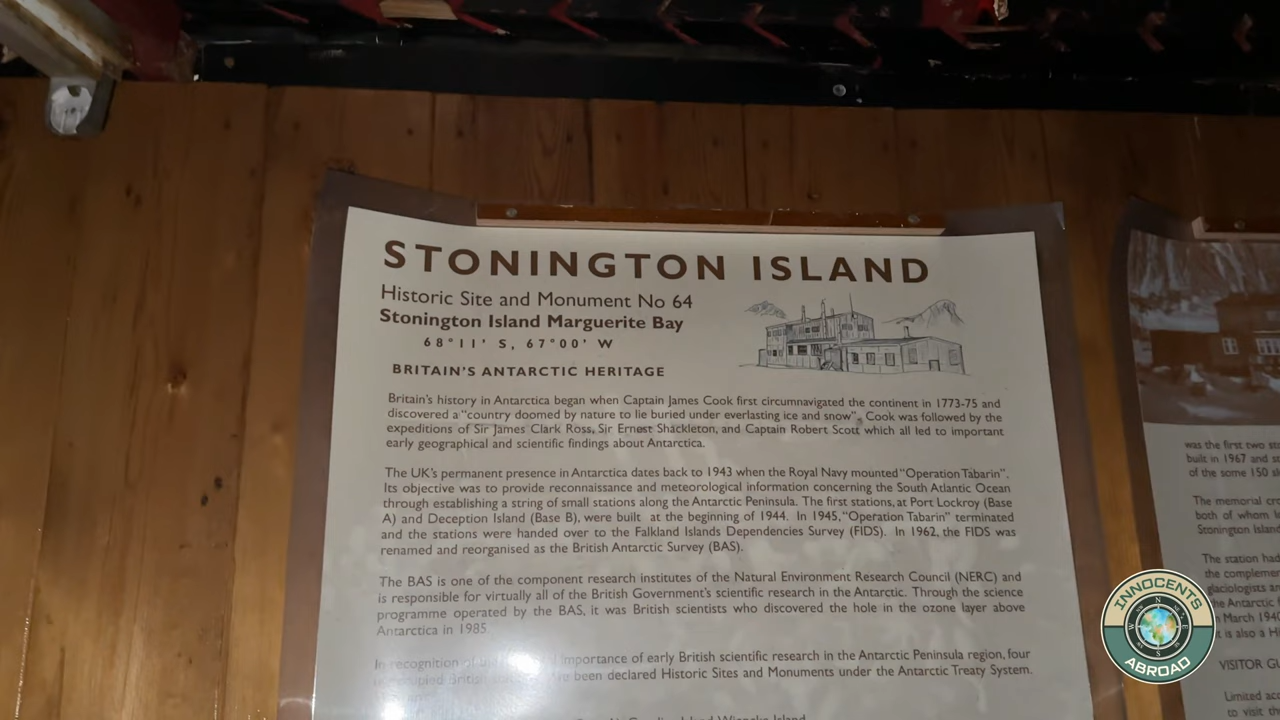 STONINGTON ISLAND
Historic Site and Monument No 64
Stonington Island Marguerite Bay
68°11' S, 67°00' W
BRITAIN'S ANTARCTIC HERITAGE
Britain's history in Antarctica began when Captain James Cook first circumnavigated the continent in 1773-75 and
discovered a "country doomed by nature to lie buried under everlasting ice and snow". Cook was followed by the
expeditions of Sir James Clark Ross, Sir Ernest Shackleton, and Captain Robert Scott which all led to important
early geographical and scientific findings about Antarctica.
The UK's permanent presence in Antarctica dates back to 1943 when the Royal Navy mounted "Operation Tabarin".
Its objective was to provide reconnaissance and meteorological information concerning the South Atlantic Ocean
through establishing a string of small stations along the Antarctic Peninsula. The first stations, at Port Lockroy (Base
A) and Deception Island (Base B), were built at the beginning of 1944. In 1945, "Operation Tabarin" terminated
and the stations were handed over to the Falkland Islands Dependencies Survey (FIDS). In 1962, the FIDS was
renamed and reorganised as the British Antarctic Survey (BAS).
The BAS is one of the component research institutes of the Natural Environment Research Council (NERC) and
is responsible for virtually all of the British Government's scientific research in the Antarctic. Through the science
programme operated by the BAS, it was British scientists who discovered the hole in the ozone layer above
Antarctica in 1985.
In recognition of importance of early British scientific research in the Antarctic Peninsula region, four
British been declared Historic Sites and Monuments under the Antarctic Treaty System.
was the first two
built in 1967 and
of the some 150
The memorial
both of whom
Stonington Island
The station had
the
glaciologists
the Antarctic
March 1940
is also a
VISITOR
Limited
to visit
INNOCENTS
ABROAD